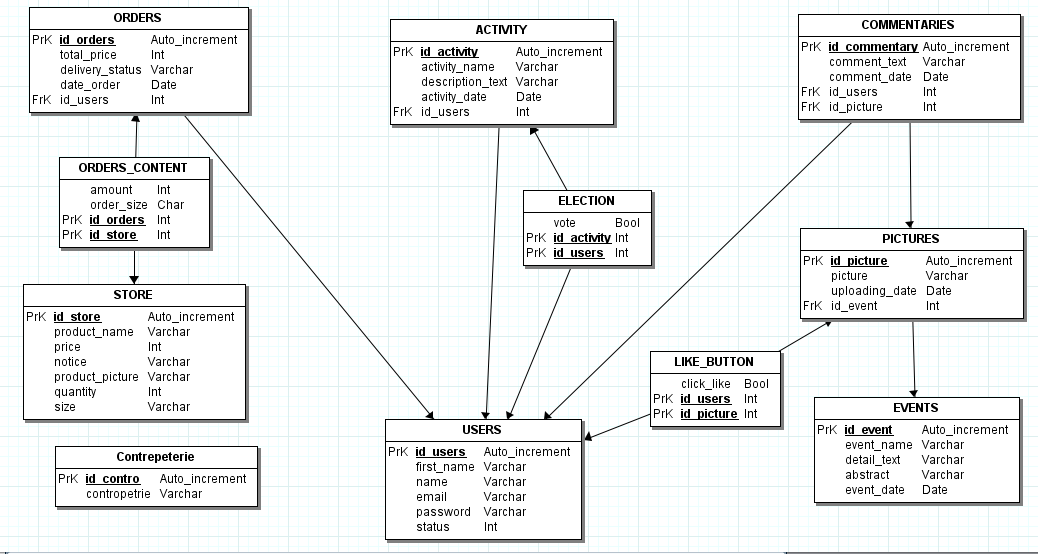 ORDERS
PrK id_orders Auto_increment
total_price Int
delivery_status Varchar
date_order Date
FrK id_users Int
ACTIVITY
PrK id_activity Auto_increment
activity_name Varchar
description_text Varchar
activity_date Date
FrK id_users Int
COMMENTARIES
PrK id_commentary Auto_increment
comment_text Varchar
comment_date Date
FrK id_users Int
FrK id_picture Int
ORDERS_CONTENT
amount Int
order_size Char
PrK id_orders Int
PrK id_store Int
ELECTION
vote Bool
PrK id_activity Int
PrK id_users Int
PICTURES
PrK id_picture Auto_increment
picture Varchar
uploading_date Date
FrK id_event Int
STORE
PrK id_store Auto_increment
product_name Varchar
price Int
notice Varchar
product_picture Varchar
quantity Int
size Varchar
LIKE_BUTTON
click_like Bool
PrK id_users Int
PrK id_picture Int
EVENTS
PrK id_event Auto_increment
event_name Varchar
detail_text Varchar
abstract Varchar
event_date Date
USERS
PrK id_users Auto_increment
first_name Varchar
name Varchar
email Varchar
password Varchar
status Int
Contrepeterie
PrK id_contro Auto_increment
contropetrie Varchar